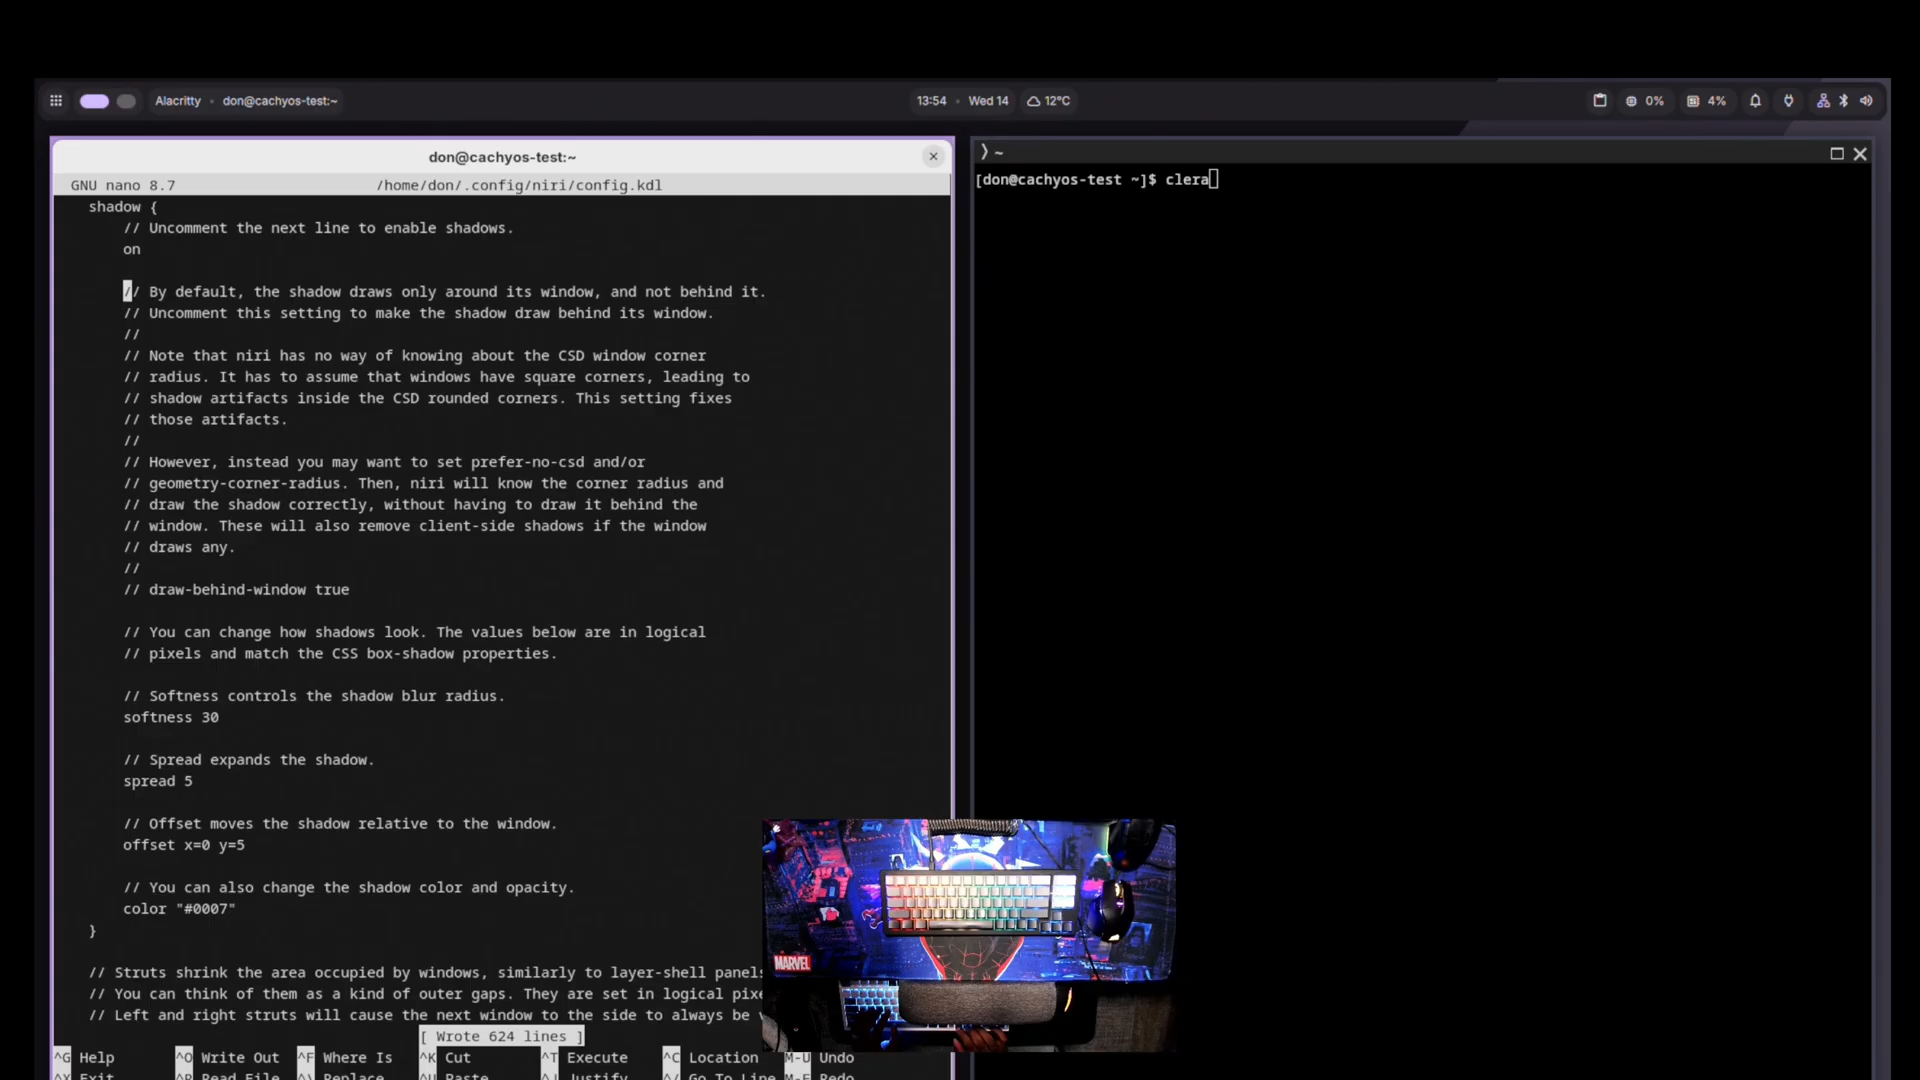 Alacritty • don@cachyos-test:~
13:54 • Wed 14 12°C
0% 4%
don@cachyos-test:~
GNU nano 8.7 /home/don/.config/niri/config.kdl
shadow {
// Uncomment the next line to enable shadows.
on
// By default, the shadow draws only around its window, and not behind it.
// Uncomment this setting to make the shadow draw behind its window.
//
// Note that niri has no way of knowing about the CSD window corner
// radius. It has to assume that windows have square corners, leading to
// shadow artifacts inside the CSD rounded corners. This setting fixes
// those artifacts.
//
// However, instead you may want to set prefer-no-csd and/or
// geometry-corner-radius. Then, niri will know the corner radius and
// draw the shadow correctly, without having to draw it behind the
// window. These will also remove client-side shadows if the window
// draws any.
//
// draw-behind-window true
// You can change how shadows look. The values below are in logical
// pixels and match the CSS box-shadow properties.
// Softness controls the shadow blur radius.
softness 30
// Spread expands the shadow.
spread 5
// Offset moves the shadow relative to the window.
offset x=0 y=5
// You can also change the shadow color and opacity.
color "#0007"
}
// Struts shrink the area occupied by windows, similarly to layer-shell panels
// You can think of them as a kind of outer gaps. They are set in logical pixe
// Left and right struts will cause the next window to the side to always be
[ Wrote 624 lines ]
^G Help ^O Write Out ^F Where Is ^K Cut ^T Execute ^C Location M-U Undo
^X Exit ^R Read File ^\ Replace ^U Paste ^J Justify ^/ Go To Line M-E Redo
❯ ~
[don@cachyos-test ~]$ clera
MARVEL